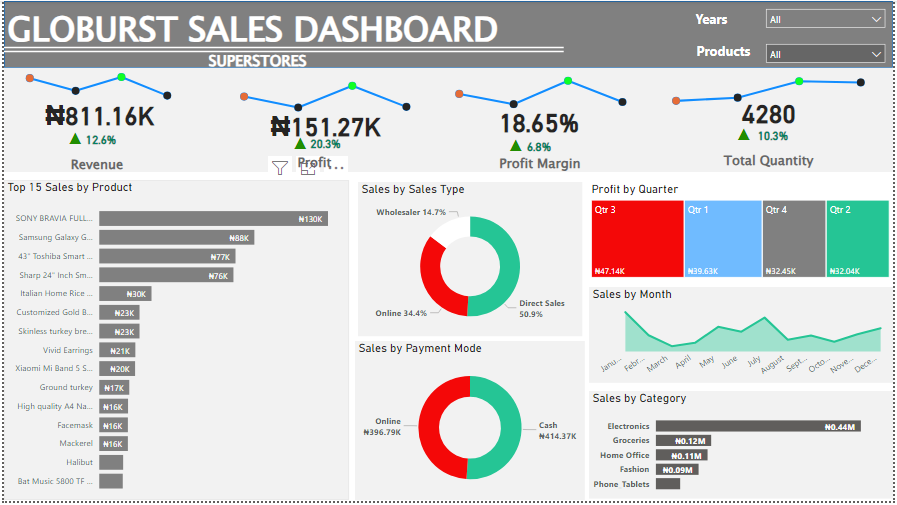 GLOBURST SALES DASHBOARD
SUPERSTORES
Years
All
Products
All
₦811.16K
12.6%
Revenue
₦151.27K
20.3%
Profit
18.65%
6.8%
Profit Margin
4280
10.3%
Total Quantity
Top 15 Sales by Product
SONY BRAVIA FULL... ₦130K
Samsung Galaxy G... ₦88K
43" Toshiba Smart ... ₦77K
Sharp 24" Inch Sm... ₦76K
Italian Home Rice ... ₦30K
Customized Gold B... ₦23K
Skinless turkey bre... ₦23K
Vivid Earrings ₦21K
Xiaomi Mi Band 5 S... ₦20K
Ground turkey ₦17K
High quality A4 Na... ₦16K
Facemask ₦16K
Mackerel ₦16K
Halibut
Bat Music 5800 TF ...
Sales by Sales Type
Wholesaler 14.7%
Online 34.4%
Direct Sales
50.9%
Sales by Payment Mode
Online
₦396.79K
Cash
₦414.37K
Profit by Quarter
Qtr 3
₦47.14K
Qtr 1
₦39.63K
Qtr 4
₦32.45K
Qtr 2
₦32.04K
Sales by Month
Janu...
Febr...
March
April
May
June
July
August
Sept...
Octo...
Nove...
Dece...
Sales by Category
Electronics ₦0.44M
Groceries ₦0.12M
Home Office ₦0.11M
Fashion ₦0.09M
Phone Tablets